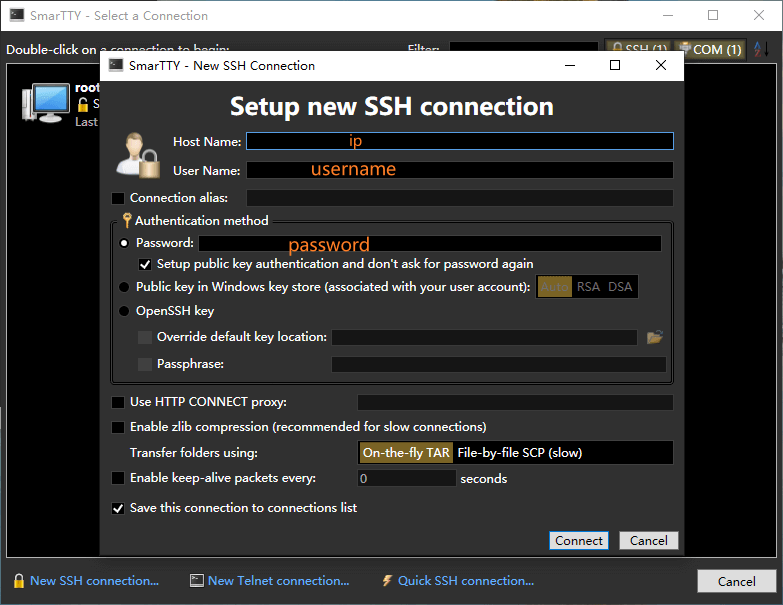 SmarTTY - Select a Connection
Double-click on a connection to begin:
Filter:
SSH (1)
COM (1)
root
S
Last
SmarTTY - New SSH Connection
Setup new SSH connection
Host Name:
ip
User Name:
username
Connection alias:
Authentication method
Password:
password
Setup public key authentication and don't ask for password again
Public key in Windows key store (associated with your user account):
Auto
RSA
DSA
OpenSSH key
Override default key location:
Passphrase:
Use HTTP CONNECT proxy:
Enable zlib compression (recommended for slow connections)
Transfer folders using:
On-the-fly TAR
File-by-file SCP (slow)
Enable keep-alive packets every:
0
seconds
Save this connection to connections list
Connect
Cancel
New SSH connection...
New Telnet connection...
Quick SSH connection...
Cancel